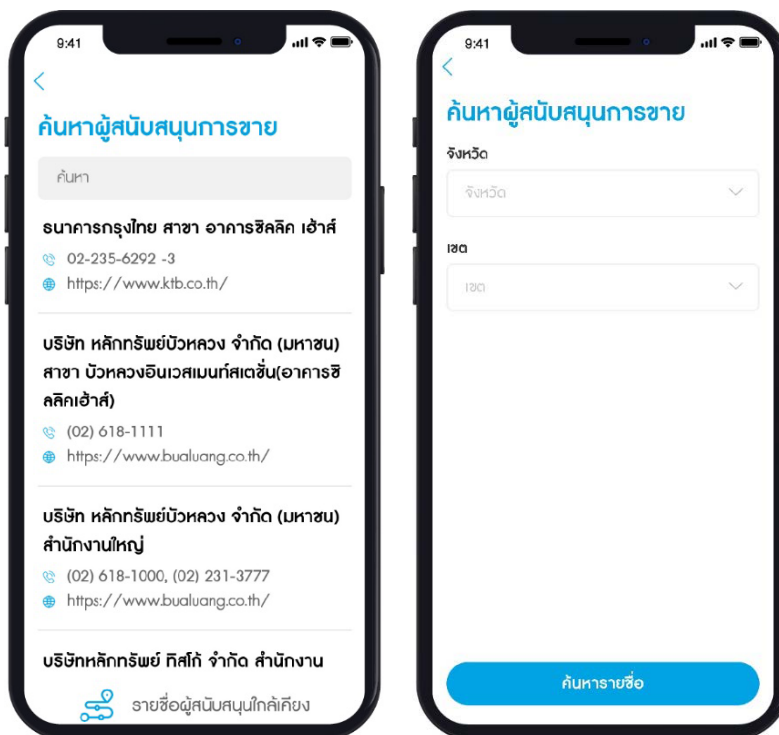 9:41
ค้นหาผู้สนับสนุนการขาย
ค้นหา
ธนาคารกรุงไทย สาขา อาคารซิลลิค เฮ้าส์
02-235-6292 -3
https://www.ktb.co.th/
บริษัท หลักทรัพย์บัวหลวง จำกัด (มหาชน)
สาขา บัวหลวงอินเวสเมนท์สเตชั่น(อาคารซิ
ลลิคเฮ้าส์)
(02) 618-1111
https://www.bualuang.co.th/
บริษัท หลักทรัพย์บัวหลวง จำกัด (มหาชน)
สำนักงานใหญ่
(02) 618-1000, (02) 231-3777
https://www.bualuang.co.th/
บริษัทหลักทรัพย์ ทิสโก้ จำกัด สำนักงาน
รายชื่อผู้สนับสนุนใกล้เคียง
9:41
ค้นหาผู้สนับสนุนการขาย
จังหวัด
จังหวัด
เขต
เขต
ค้นหารายชื่อ